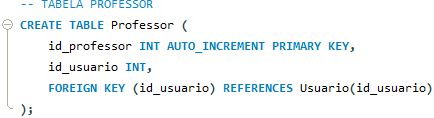 -- TABELA PROFESSOR
CREATE TABLE Professor (
    id_professor INT AUTO_INCREMENT PRIMARY KEY,
    id_usuario INT,
    FOREIGN KEY (id_usuario) REFERENCES Usuario(id_usuario)
);